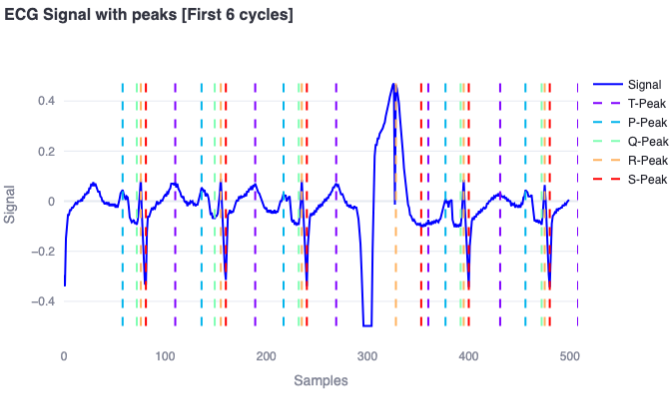 ECG Signal with peaks [First 6 cycles]
Signal
T-Peak
P-Peak
Q-Peak
R-Peak
S-Peak
0.4
0.2
0
−0.2
−0.4
Signal
0 100 200 300 400 500
Samples